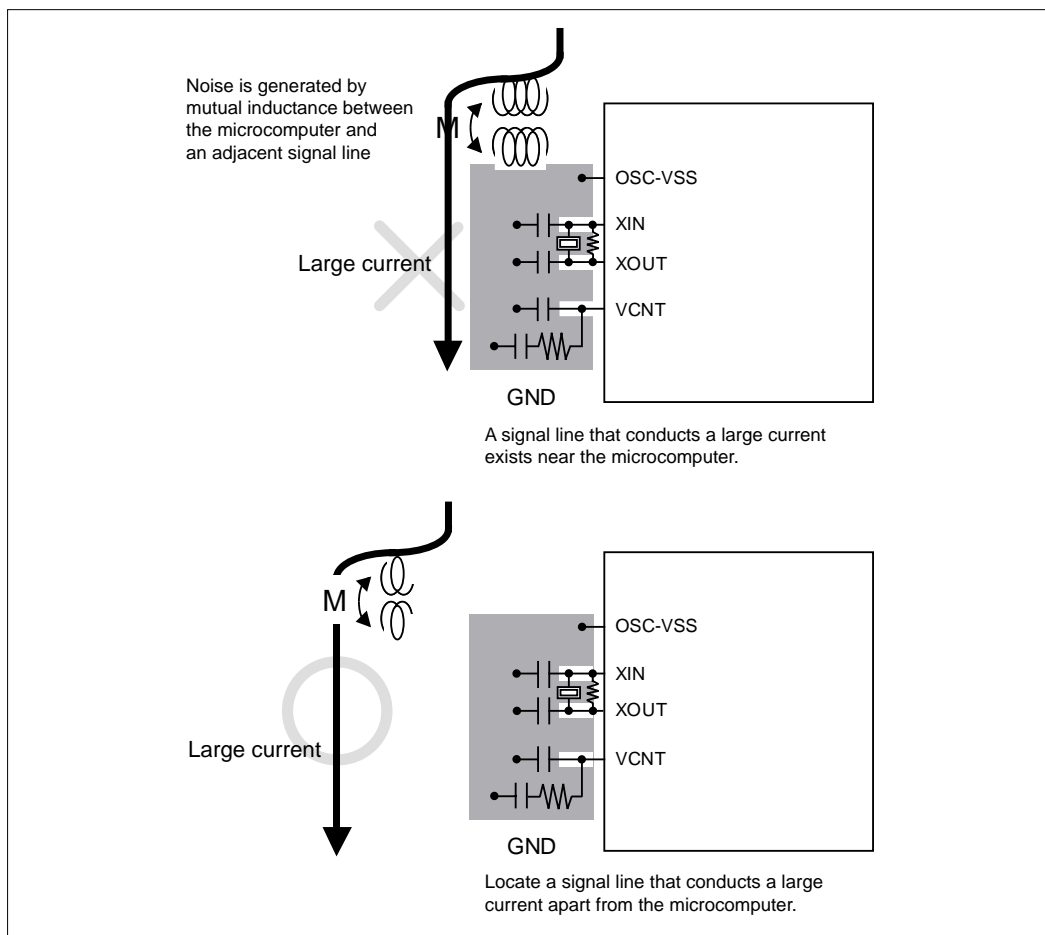 Noise is generated by
mutual inductance between
the microcomputer and
an adjacent signal line
M
OSC-VSS
XIN
XOUT
VCNT
Large current
GND
A signal line that conducts a large current
exists near the microcomputer.
M
OSC-VSS
XIN
XOUT
VCNT
Large current
GND
Locate a signal line that conducts a large
current apart from the microcomputer.